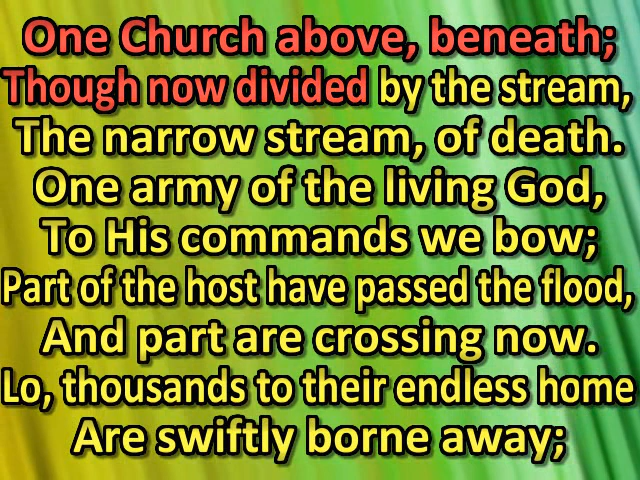 One Church above, beneath;
Though now divided by the stream,
The narrow stream, of death.
One army of the living God,
To His commands we bow;
Part of the host have passed the flood,
And part are crossing now.
Lo, thousands to their endless home
Are swiftly borne away;